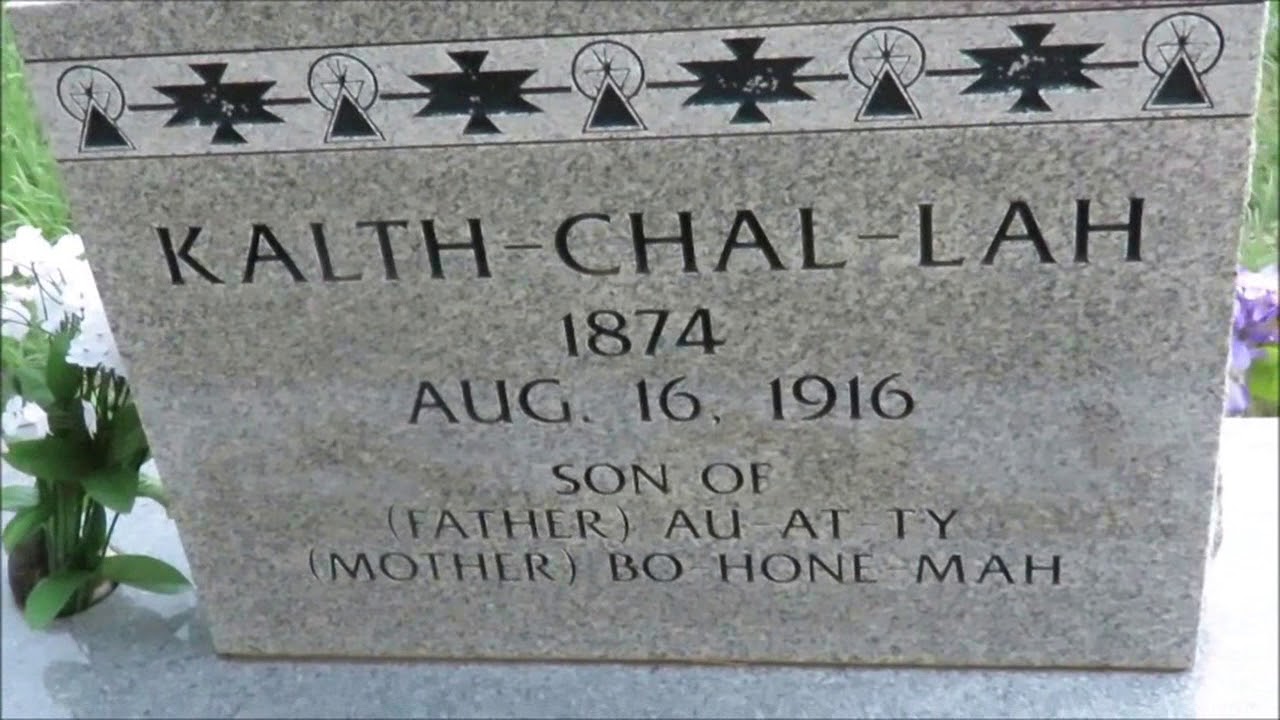 KALTH-CHAL-LAH
1874
AUG. 16, 1916
SON OF
(FATHER) AU-AT-TY
(MOTHER) BO HONE MAH